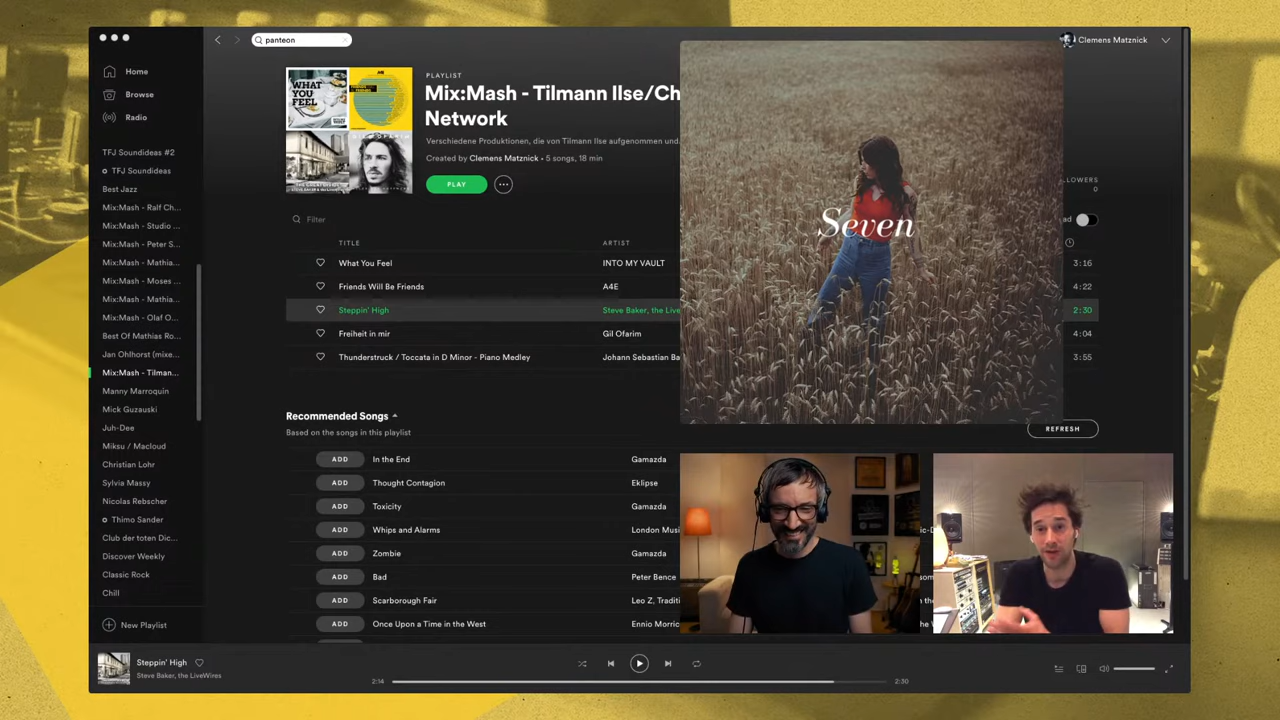 panteon
Clemens Matznick
Home
Browse
Radio
TFJ Soundideas #2
TFJ Soundideas
Best Jazz
Mix:Mash - Ralf Ch...
Mix:Mash - Studio ...
Mix:Mash - Peter S...
Mix:Mash - Mathia...
Mix:Mash - Moses ...
Mix:Mash - Mathia...
Mix:Mash - Olaf O...
Best Of Mathias Ro...
Jan Ohlhorst (mixe...
Mix:Mash - Tilman...
Manny Marroquin
Mick Guzauski
Juh-Dee
Miksu / Macloud
Christian Lohr
Sylvia Massy
Nicolas Rebscher
Thimo Sander
Club der toten Dic...
Discover Weekly
Classic Rock
Chill
New Playlist
WHAT YOU FEEL
PLAYLIST
Mix:Mash - Tilmann Ilse/Ch
Network
Verschiedene Produktionen, die von Tilmann Ilse aufgenommen und
Created by Clemens Matznick • 5 songs, 18 min
PLAY
LLOWERS
0
Filter
ad
TITLE ARTIST
What You Feel INTO MY VAULT 3:16
Friends Will Be Friends A4E 4:22
Steppin' High Steve Baker, the Live 2:30
Freiheit in mir Gil Ofarim 4:04
Thunderstruck / Toccata in D Minor - Piano Medley Johann Sebastian Ba 3:55
Seven
Recommended Songs
Based on the songs in this playlist
REFRESH
ADD In the End Gamazda
ADD Thought Contagion Eklipse
ADD Toxicity Gamazda
ADD Whips and Alarms London Musi
ADD Zombie Gamazda
ADD Bad Peter Bence
ADD Scarborough Fair Leo Z, Traditi
ADD Once Upon a Time in the West Ennio Morric
Steppin' High
Steve Baker, the LiveWires
2:14 2:30